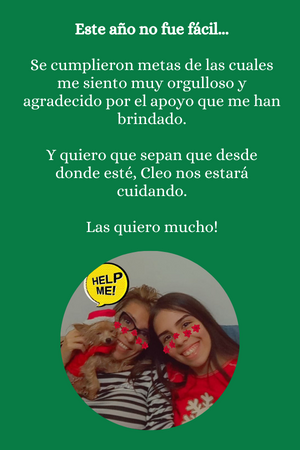 Este año no fue fácil...
Se cumplieron metas de las cuales
me siento muy orgulloso y
agradecido por el apoyo que me han
brindado.
Y quiero que sepan que desde
donde esté, Cleo nos estará
cuidando.
Las quiero mucho!
HELP
ME!